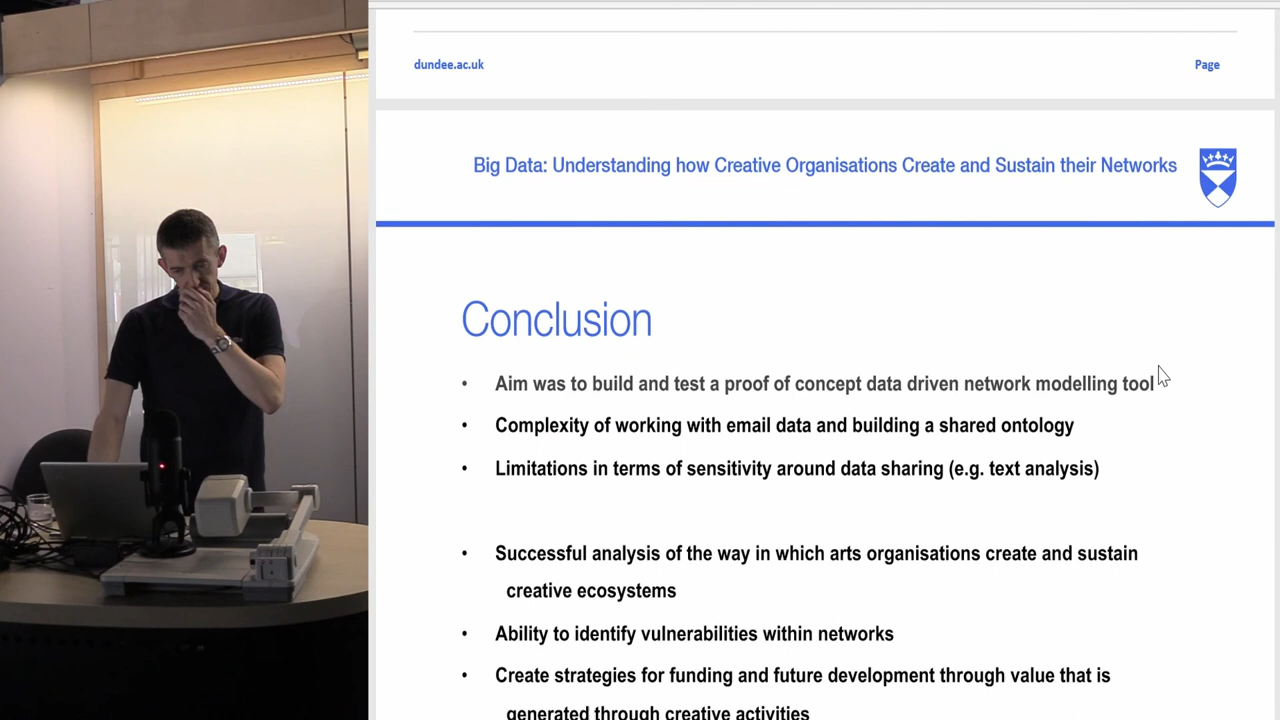 dundee.ac.uk
Page
Big Data: Understanding how Creative Organisations Create and Sustain their Networks
Conclusion
• Aim was to build and test a proof of concept data driven network modelling tool
• Complexity of working with email data and building a shared ontology
• Limitations in terms of sensitivity around data sharing (e.g. text analysis)
• Successful analysis of the way in which arts organisations create and sustain
creative ecosystems
• Ability to identify vulnerabilities within networks
• Create strategies for funding and future development through value that is
generated through creative activities